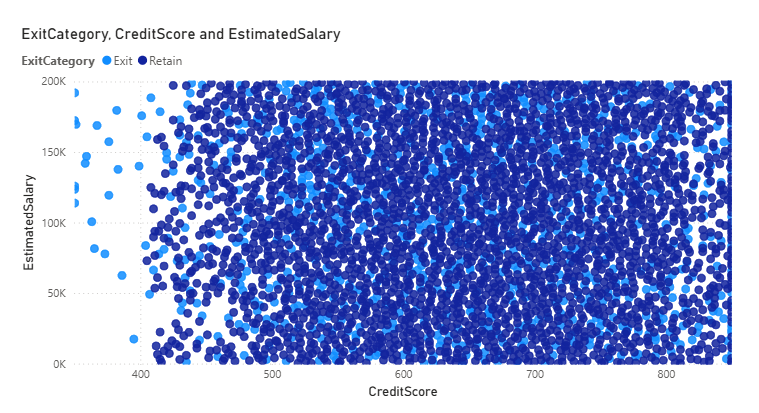 ExitCategory, CreditScore and EstimatedSalary
ExitCategory Exit Retain
200K
150K
100K
50K
0K
EstimatedSalary
400 500 600 700 800
CreditScore